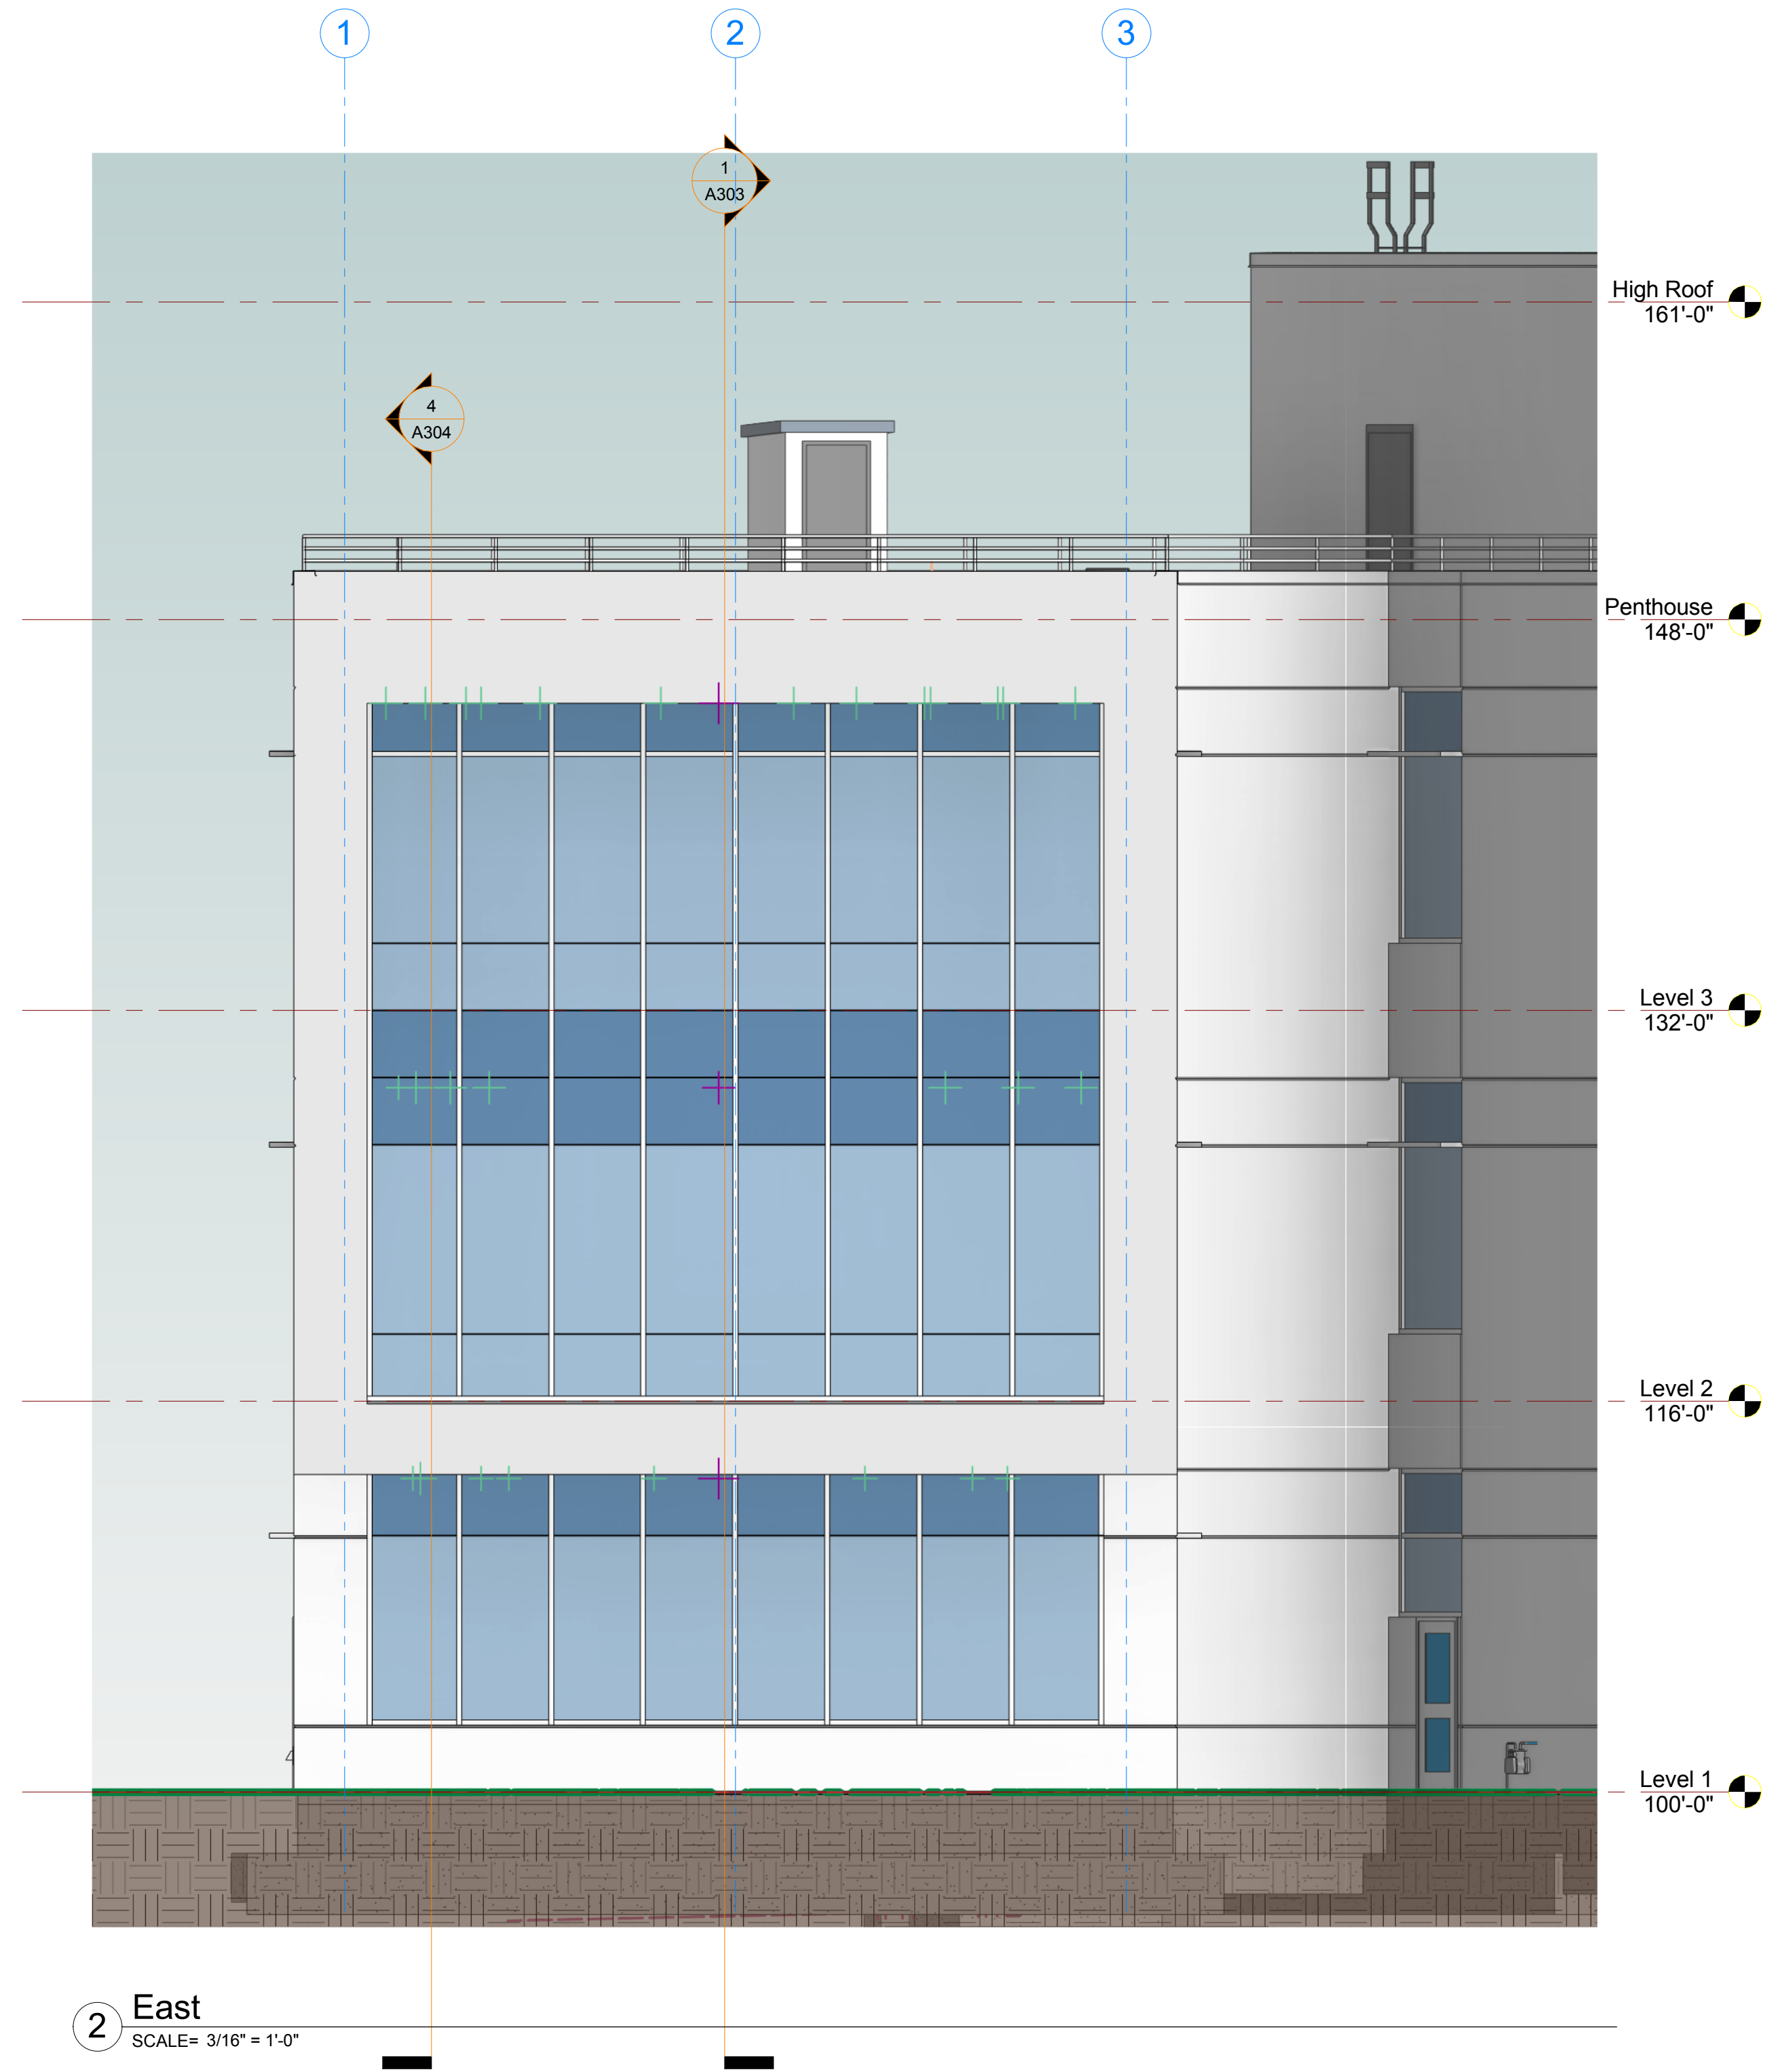 1
2
3
1
A303
4
A304
High Roof
161'-0"
Penthouse
148'-0"
Level 3
132'-0"
Level 2
116'-0"
Level 1
100'-0"
2
East
SCALE= 3/16" = 1'-0"